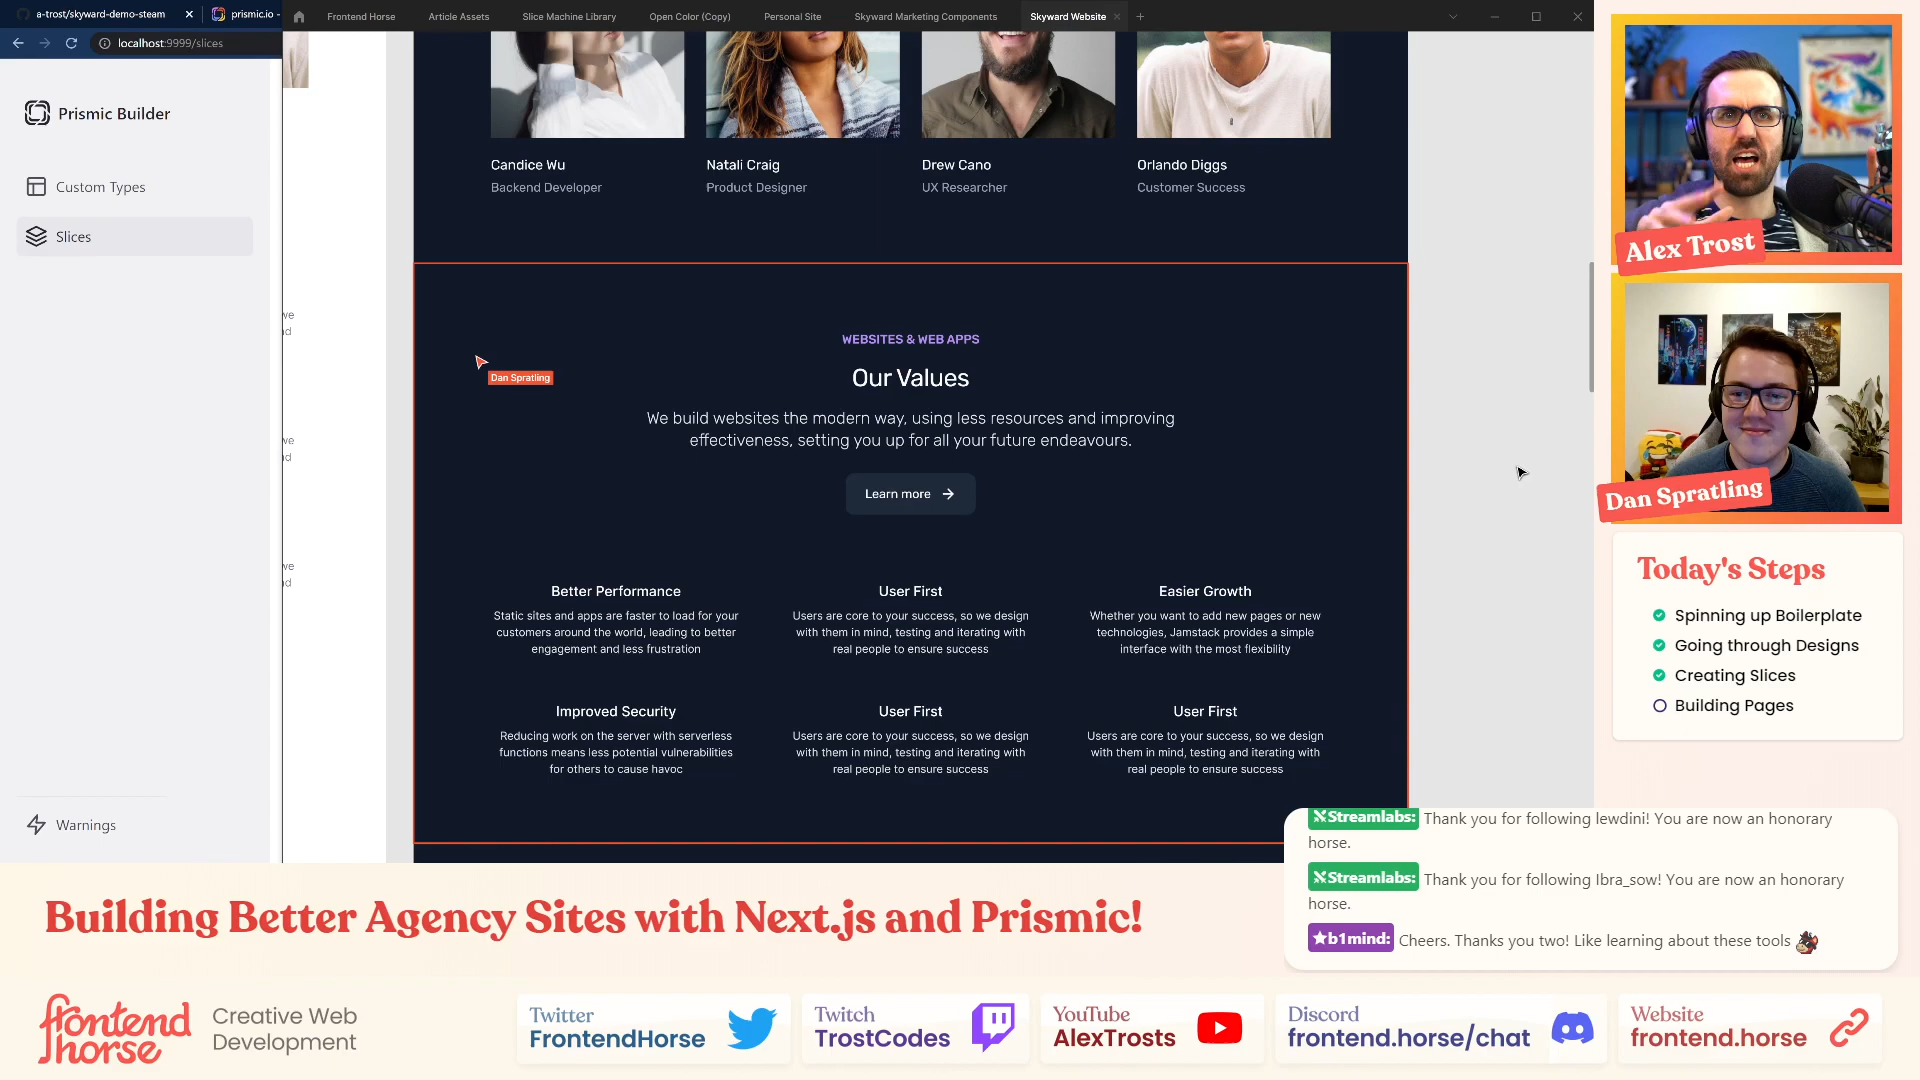 a-trost/skyward-demo-steam
prismic.io -
Frontend Horse
Article Assets
Slice Machine Library
Open Color (Copy)
Personal Site
Skyward Marketing Components
Skyward Website
localhost:9999/slices
Prismic Builder
Custom Types
Slices
Warnings
we
nd
we
nd
we
nd
Candice Wu
Backend Developer
Natali Craig
Product Designer
Drew Cano
UX Researcher
Orlando Diggs
Customer Success
WEBSITES & WEB APPS
Dan Spratling
Our Values
We build websites the modern way, using less resources and improving
effectiveness, setting you up for all your future endeavours.
Learn more
Better Performance
Static sites and apps are faster to load for your
customers around the world, leading to better
engagement and less frustration
User First
Users are core to your success, so we design
with them in mind, testing and iterating with
real people to ensure success
Easier Growth
Whether you want to add new pages or new
technologies, Jamstack provides a simple
interface with the most flexibility
Improved Security
Reducing work on the server with serverless
functions means less potential vulnerabilities
for others to cause havoc
User First
Users are core to your success, so we design
with them in mind, testing and iterating with
real people to ensure success
User First
Users are core to your success, so we design
with them in mind, testing and iterating with
real people to ensure success
Alex Trost
Dan Spratling
Today's Steps
Spinning up Boilerplate
Going through Designs
Creating Slices
Building Pages
Streamlabs: Thank you for following lewdini! You are now an honorary
horse.
Streamlabs: Thank you for following Ibra_sow! You are now an honorary
horse.
b1mind: Cheers. Thanks you two! Like learning about these tools
Building Better Agency Sites with Next.js and Prismic!
frontend
horse
Creative Web
Development
Twitter
FrontendHorse
Twitch
TrostCodes
YouTube
AlexTrosts
Discord
frontend.horse/chat
Website
frontend.horse